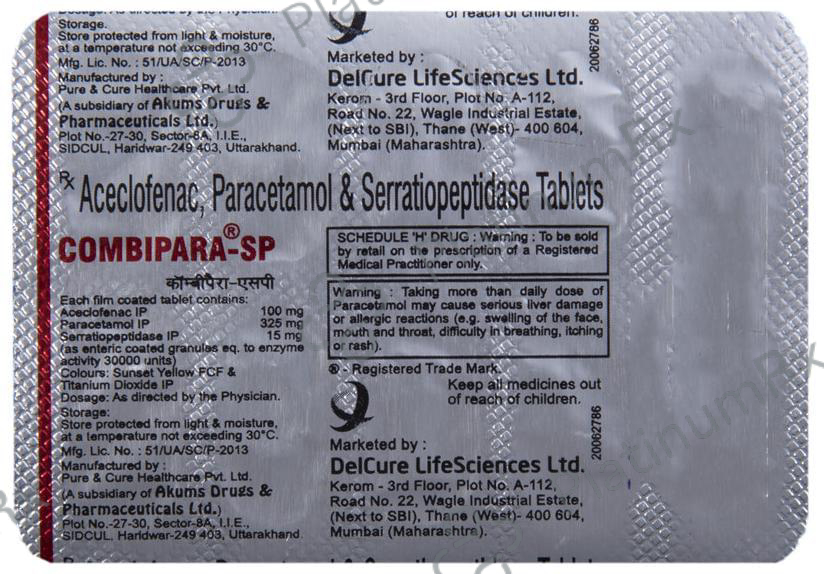 Storage.
Store protected from light & moisture,
at a temperature not exceeding 30°C.
Mfg. Lic. No. : 51/UA/SC/P-2013
Manufactured by :
Pure & Cure Healthcare Pvt. Ltd.
(A subsidiary of Akums Drugs &
Pharmaceuticals Ltd.)
Plot No.-27-30, Sector-8A, I.I.E.,
SIDCUL, Haridwar-249 403, Uttarakhand.
of reach of children.
20062786
Marketed by :
DelCure LifeSciences Ltd.
Kerom - 3rd Floor, Plot No. A-112,
Road No. 22, Wagle Industrial Estate,
(Next to SBI), Thane (West)- 400 604,
Mumbai (Maharashtra).
Rx Aceclofenac, Paracetamol & Serratiopeptidase Tablets
COMBIPARA-SP®
कॉम्बीपैरा-एसपी
Each film coated tablet contains:
Aceclofenac IP 100 mg
Paracetamol IP 325 mg
Serratiopeptidase IP 15 mg
(as enteric coated granules eq. to enzyme
activity 30000 units)
Colours: Sunset Yellow FCF &
Titanium Dioxide IP
Dosage: As directed by the Physician.
Storage:
Store protected from light & moisture,
at a temperature not exceeding 30°C.
Mfg. Lic. No. : 51/UA/SC/P-2013
Manufactured by :
Pure & Cure Healthcare Pvt. Ltd.
(A subsidiary of Akums Drugs &
Pharmaceuticals Ltd.)
Plot No.-27-30, Sector-8A, I.I.E.,
SIDCUL, Haridwar-249 403, Uttarakhand.
SCHEDULE 'H' DRUG : Warning : To be sold
by retail on the prescription of a Registered
Medical Practitioner only.
Warning : Taking more than daily dose of
Paracetamol may cause serious liver damage
or allergic reactions (e.g. swelling of the face,
mouth and throat, difficulty in breathing, itching
or rash).
® - Registered Trade Mark.
Keep all medicines out
of reach of children.
20062786
Marketed by :
DelCure LifeSciences Ltd.
Kerom - 3rd Floor, Plot No. A-112,
Road No. 22, Wagle Industrial Estate,
(Next to SBI), Thane (West)- 400 604,
Mumbai (Maharashtra).